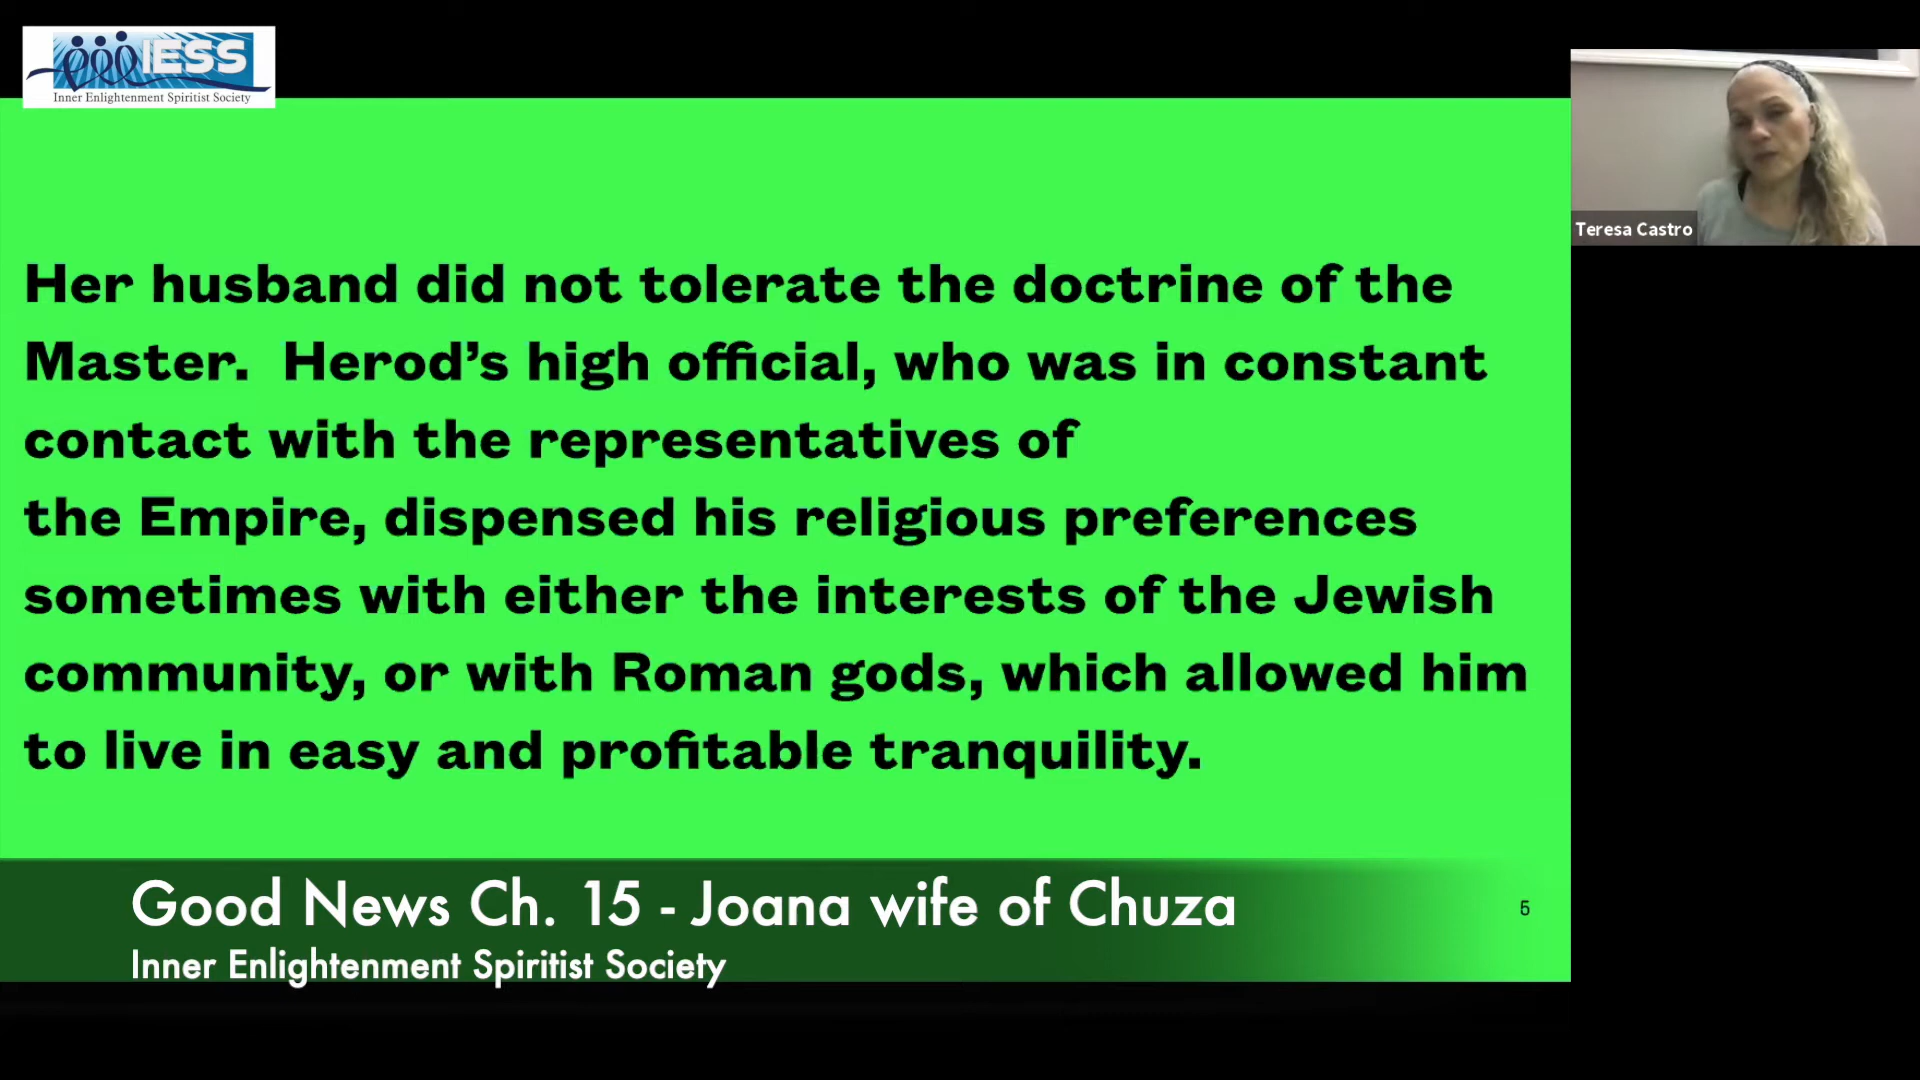 IESS
Inner Enlightenment Spiritist Society
Teresa Castro
Her husband did not tolerate the doctrine of the
Master.  Herod’s high official, who was in constant
contact with the representatives of
the Empire, dispensed his religious preferences
sometimes with either the interests of the Jewish
community, or with Roman gods, which allowed him
to live in easy and profitable tranquility.
Good News Ch. 15 - Joana wife of Chuza
5
Inner Enlightenment Spiritist Society